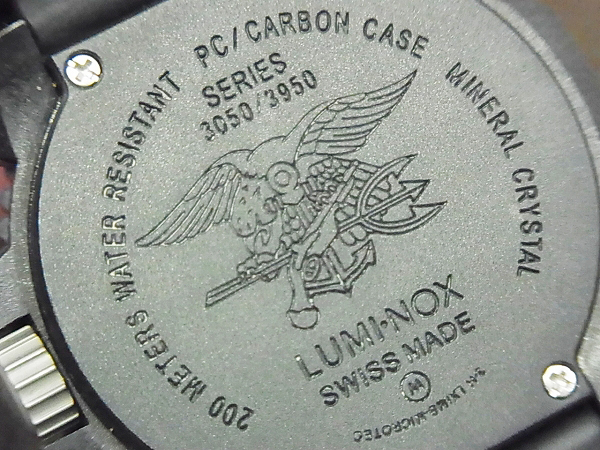 200 METERS WATER RESISTANT PC/CARBON CASE MINERAL CRYSTAL
SERIES
3050/3950
LUMI·NOX
SWISS MADE
M